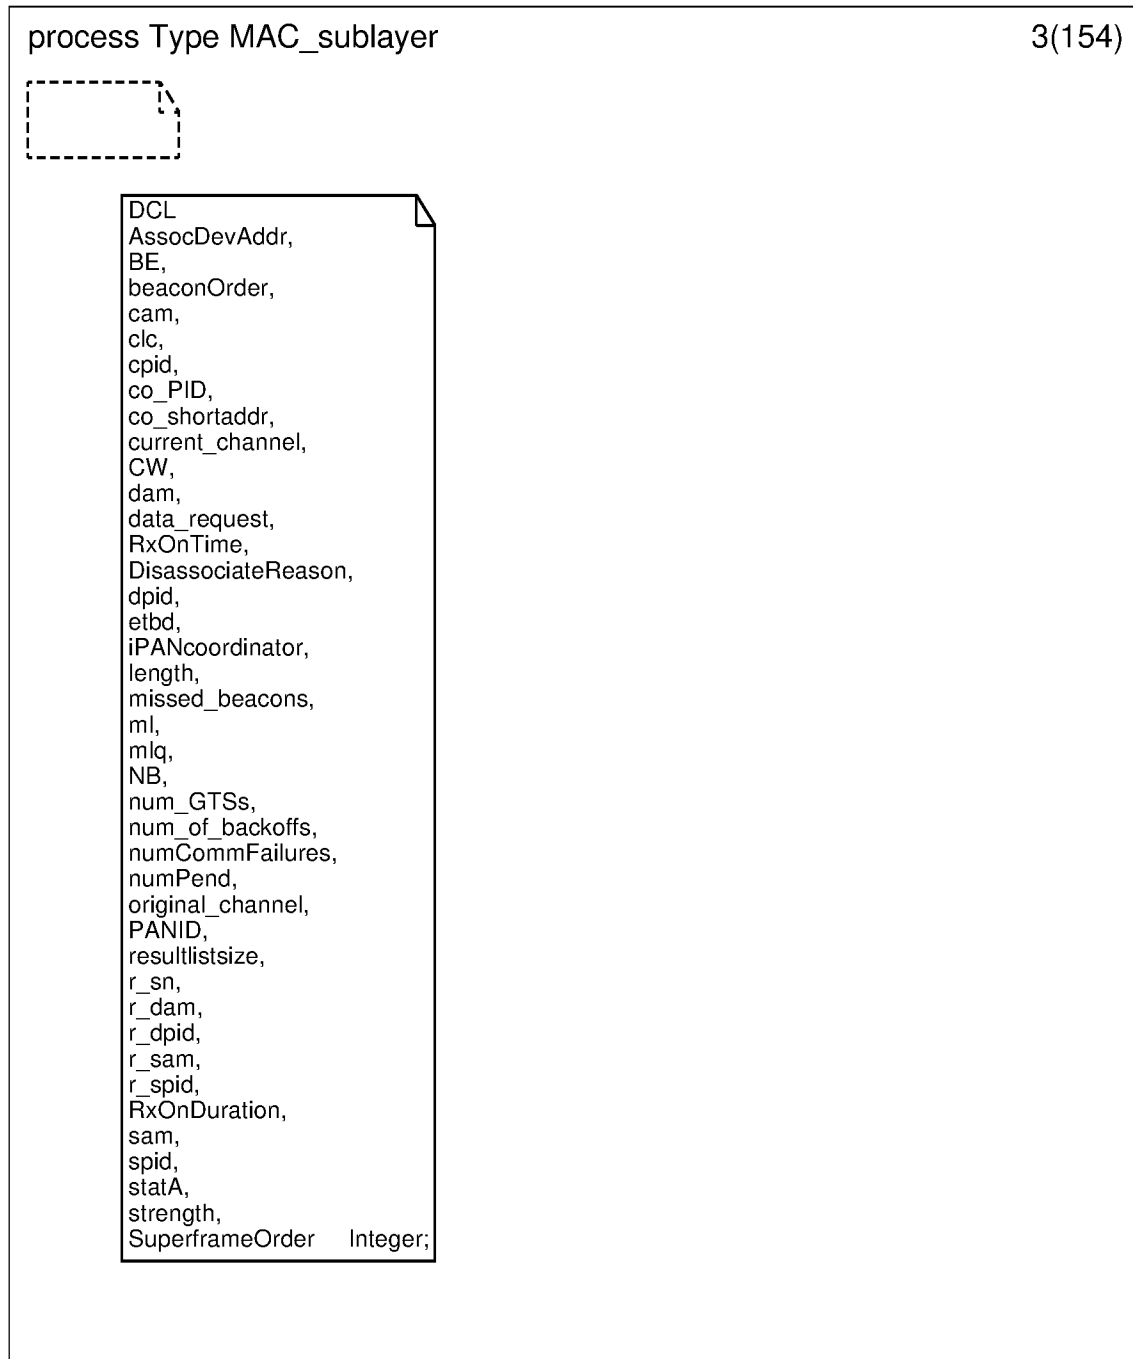 process Type MAC_sublayer 3(154)
DCL
AssocDevAddr,
BE,
beaconOrder,
cam,
clc,
cpid,
co_PID,
co_shortaddr,
current_channel,
CW,
dam,
data_request,
RxOnTime,
DisassociateReason,
dpid,
etbd,
iPANcoordinator,
length,
missed_beacons,
ml,
mlq,
NB,
num_GTSs,
num_of_backoffs,
numCommFailures,
numPend,
original_channel,
PANID,
resultlistsize,
r_sn,
r_dam,
r_dpid,
r_sam,
r_spid,
RxOnDuration,
sam,
spid,
statA,
strength,
SuperframeOrder Integer;